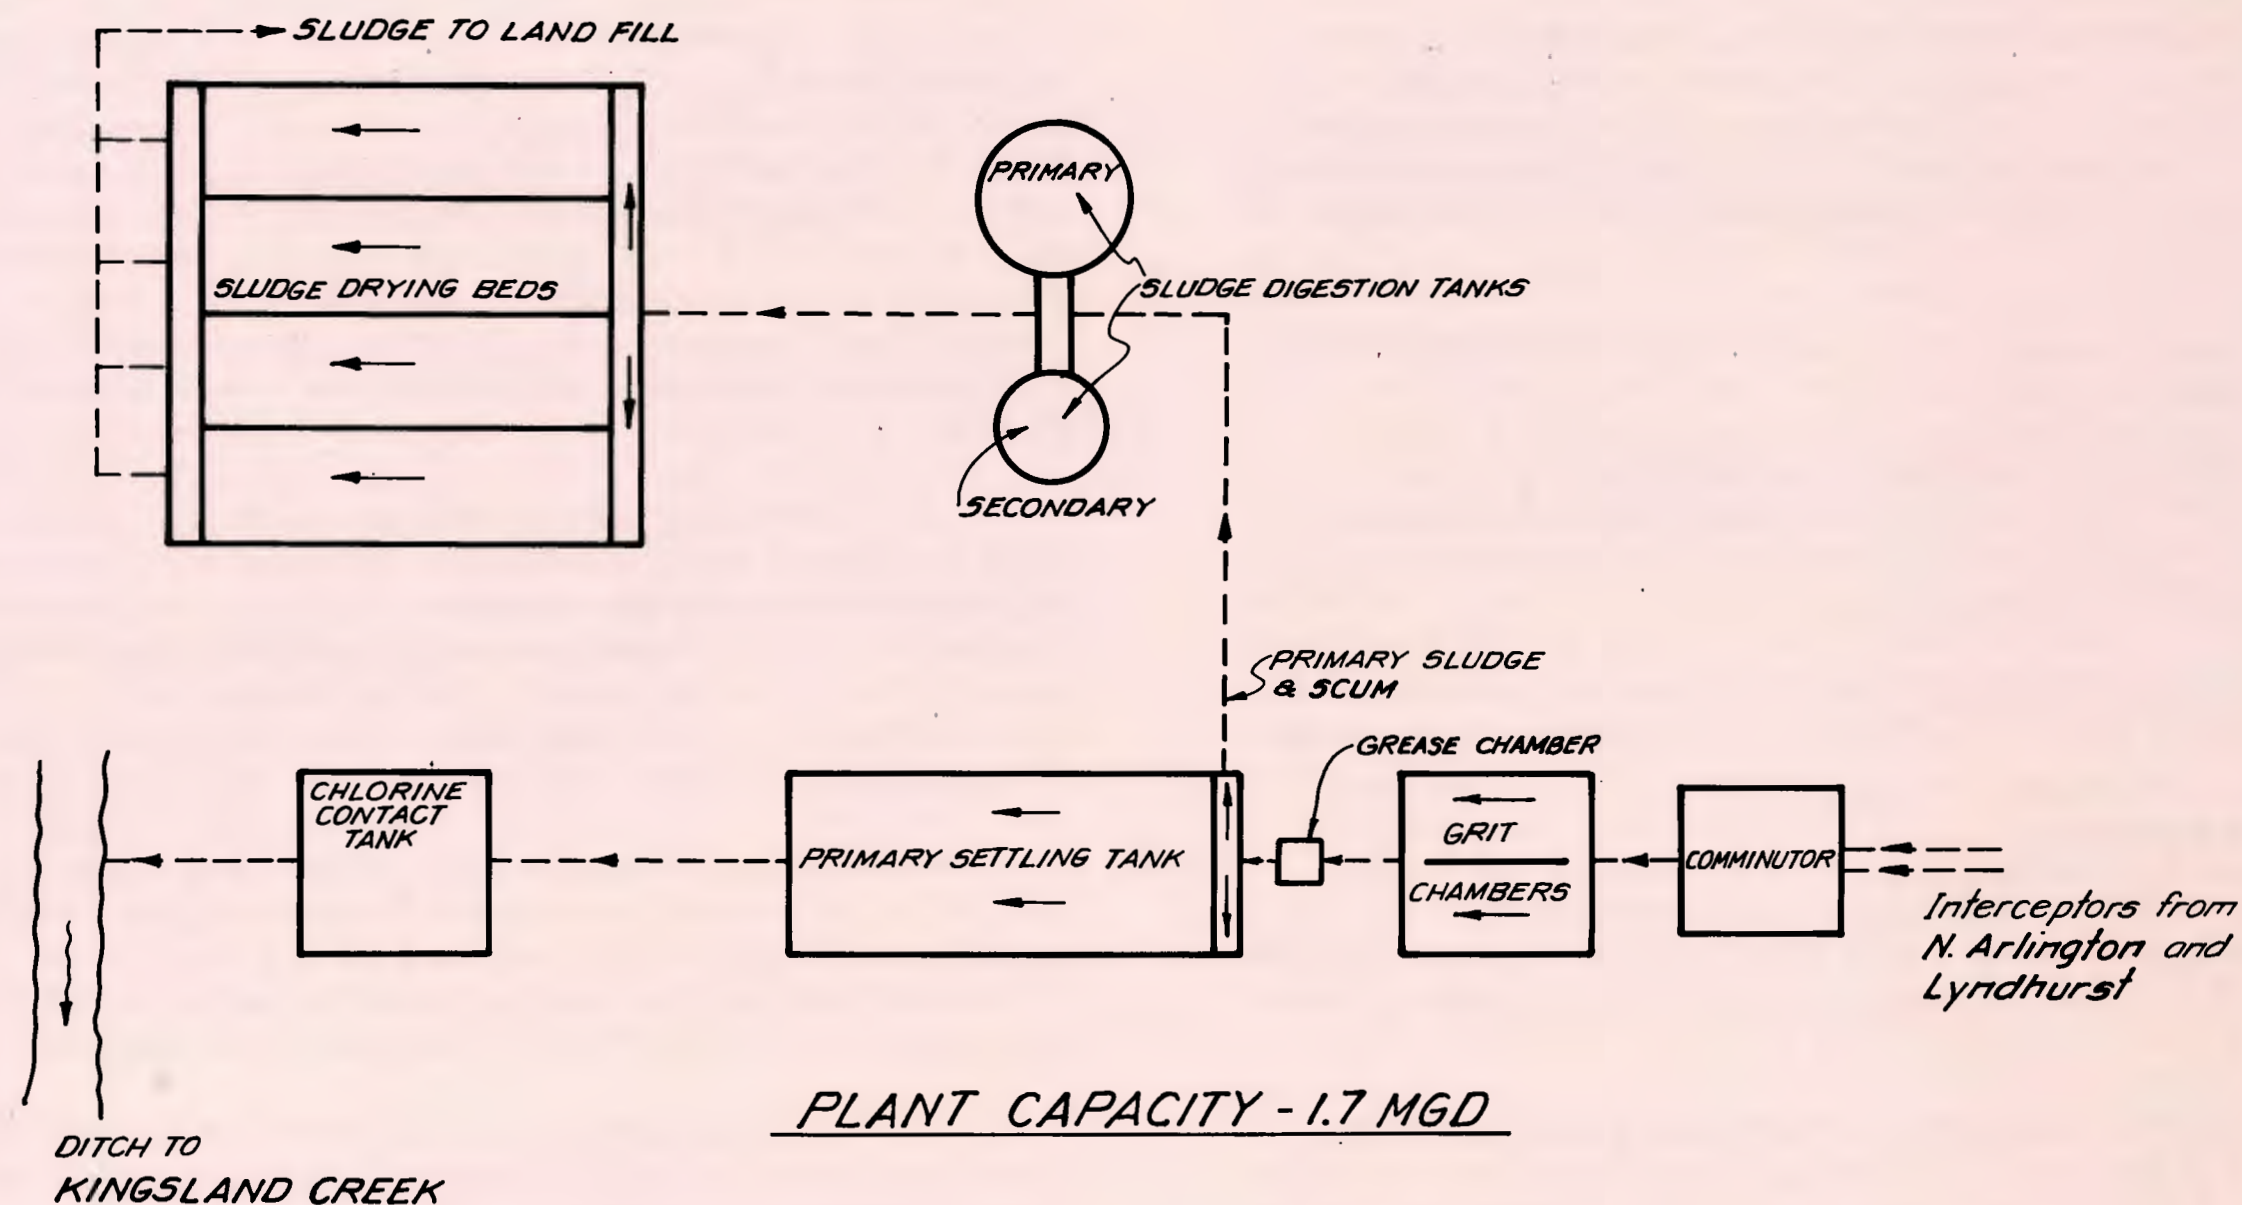 SLUDGE TO LAND FILL
PRIMARY
SLUDGE DRYING BEDS
SLUDGE DIGESTION TANKS
SECONDARY
PRIMARY SLUDGE
& SCUM
GREASE CHAMBER
CHLORINE
CONTACT
TANK
PRIMARY SETTLING TANK
GRIT
CHAMBERS
COMMINUTOR
Interceptors from
N. Arlington and
Lyndhurst
PLANT CAPACITY - 1.7 MGD
DITCH TO
KINGSLAND CREEK